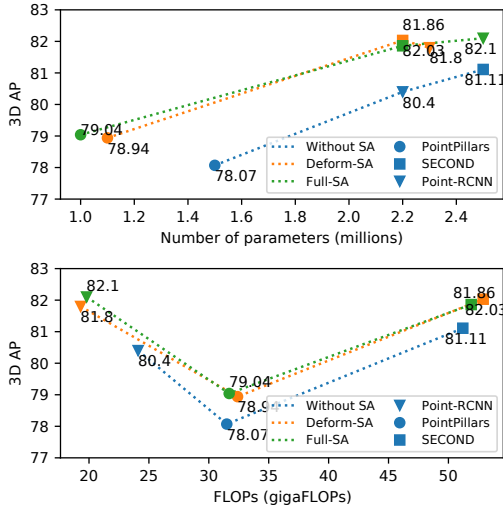 83
82
81
80
79
78
77
3D AP
81.86
82.03
81.8
82.1
81.11
80.4
79.04
78.94
78.07
Without SA
Deform-SA
Full-SA
PointPillars
SECOND
Point-RCNN
1.0 1.2 1.4 1.6 1.8 2.0 2.2 2.4
Number of parameters (millions)
83
82
81
80
79
78
77
3D AP
82.1
81.8
80.4
79.04
78.94
78.07
81.86
82.03
81.11
Without SA
Deform-SA
Full-SA
Point-RCNN
PointPillars
SECOND
20 25 30 35 40 45 50
FLOPs (gigaFLOPs)